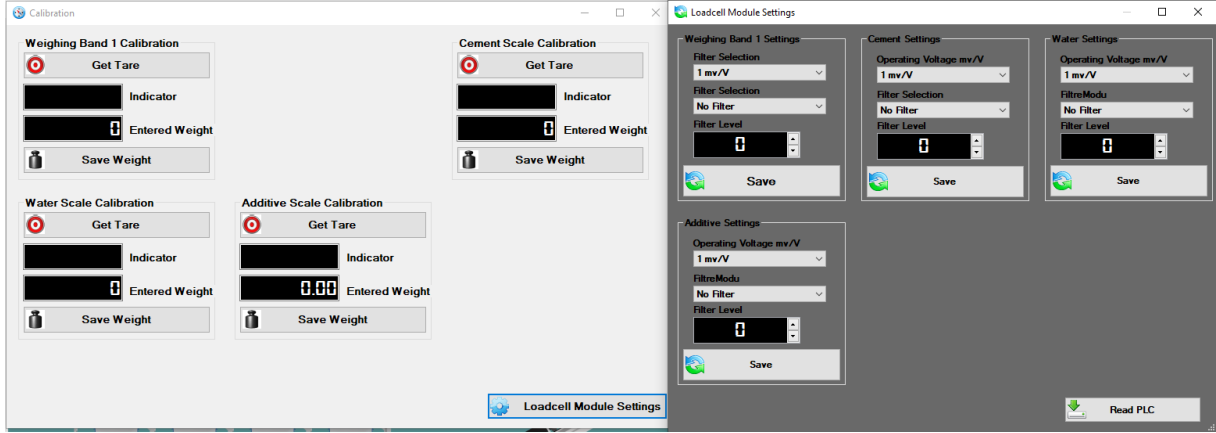 Calibration
Weighing Band 1 Calibration
Get Tare
Indicator
0
Entered Weight
Save Weight
Cement Scale Calibration
Get Tare
Indicator
0
Entered Weight
Save Weight
Water Scale Calibration
Get Tare
Indicator
0
Entered Weight
Save Weight
Additive Scale Calibration
Get Tare
Indicator
0.00
Entered Weight
Save Weight
Loadcell Module Settings
Loadcell Module Settings
Weighing Band 1 Settings
Filter Selection
1 mv/V
Filter Selection
No Filter
Filter Level
0
Save
Cement Settings
Operating Voltage mv/V
1 mv/V
Filter Selection
No Filter
Filter Level
0
Save
Water Settings
Operating Voltage mv/V
1 mv/V
FiltreModu
No Filter
Filter Level
0
Save
Additive Settings
Operating Voltage mv/V
1 mv/V
FiltreModu
No Filter
Filter Level
0
Save
Read PLC